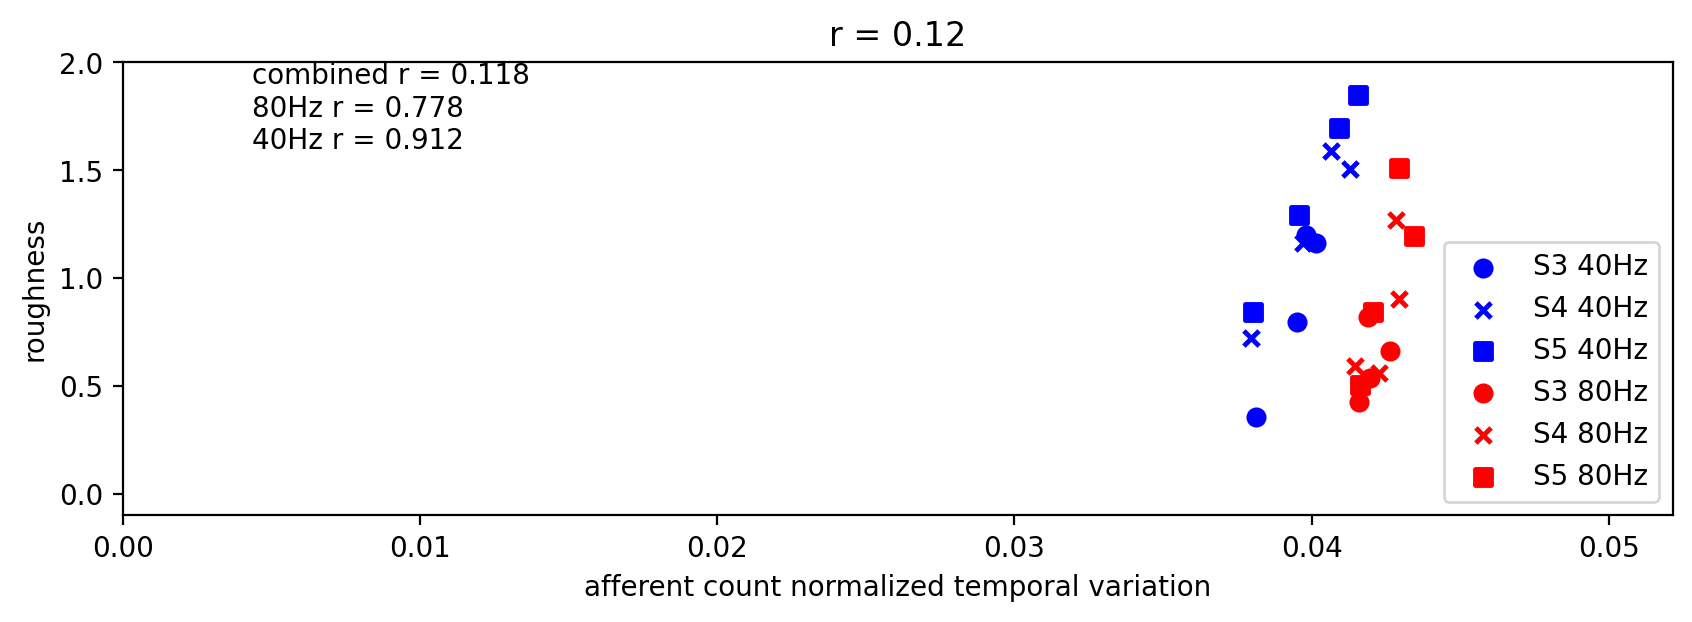 r = 0.12
combined r = 0.118
80Hz r = 0.778
40Hz r = 0.912
2.0
1.5
1.0
0.5
0.0
roughness
S3 40Hz
S4 40Hz
S5 40Hz
S3 80Hz
S4 80Hz
S5 80Hz
0.00 0.01 0.02 0.03 0.04 0.05
afferent count normalized temporal variation